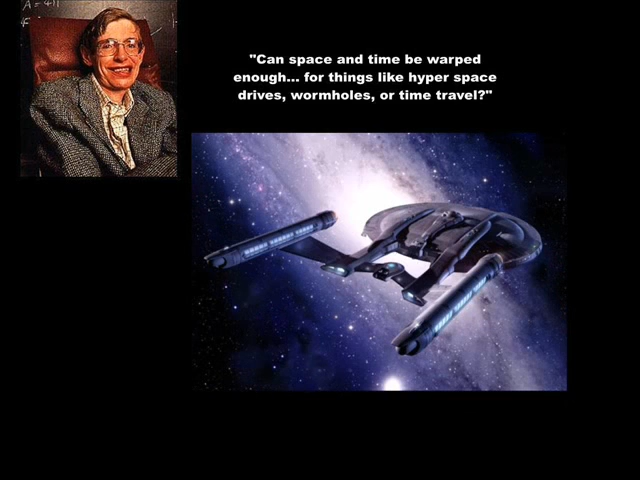 "Can space and time be warped
enough... for things like hyper space
drives, wormholes, or time travel?"